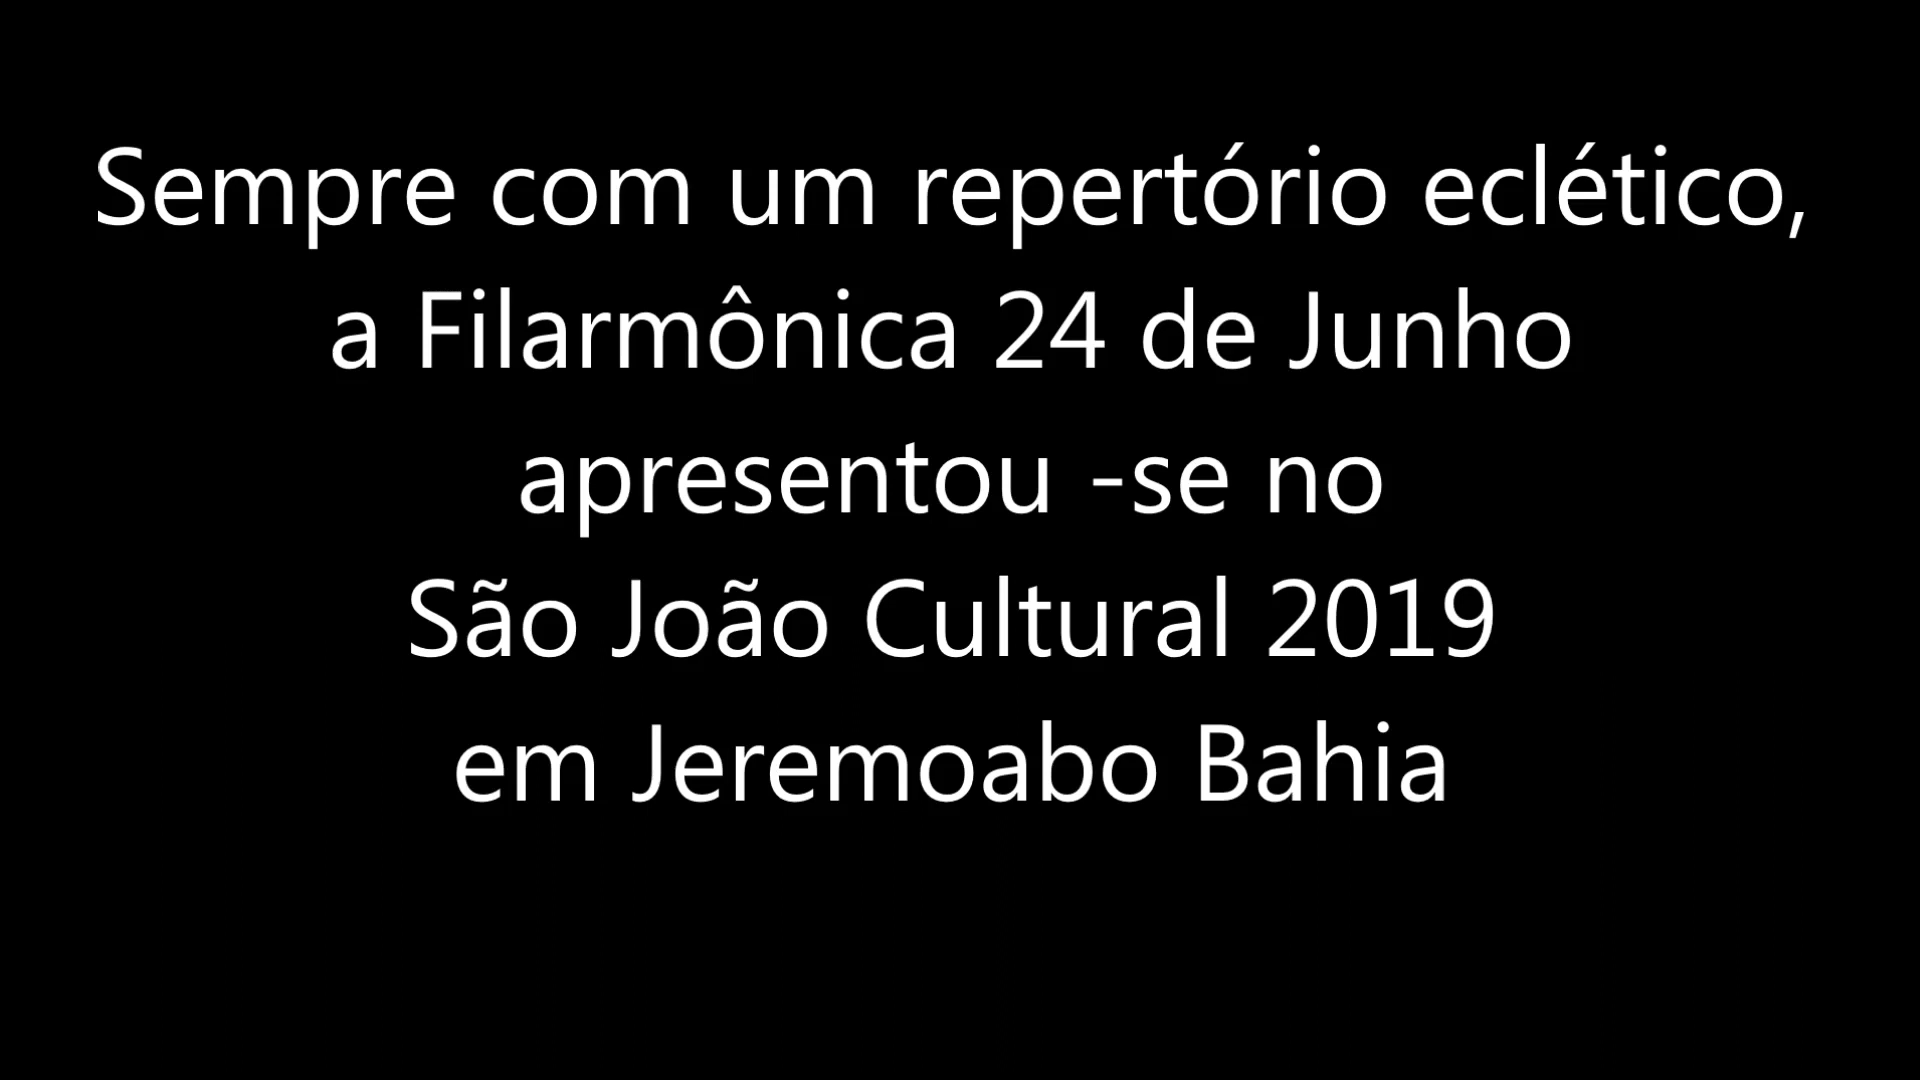 Sempre com um repertório eclético,
a Filarmônica 24 de Junho
apresentou -se no
São João Cultural 2019
em Jeremoabo Bahia